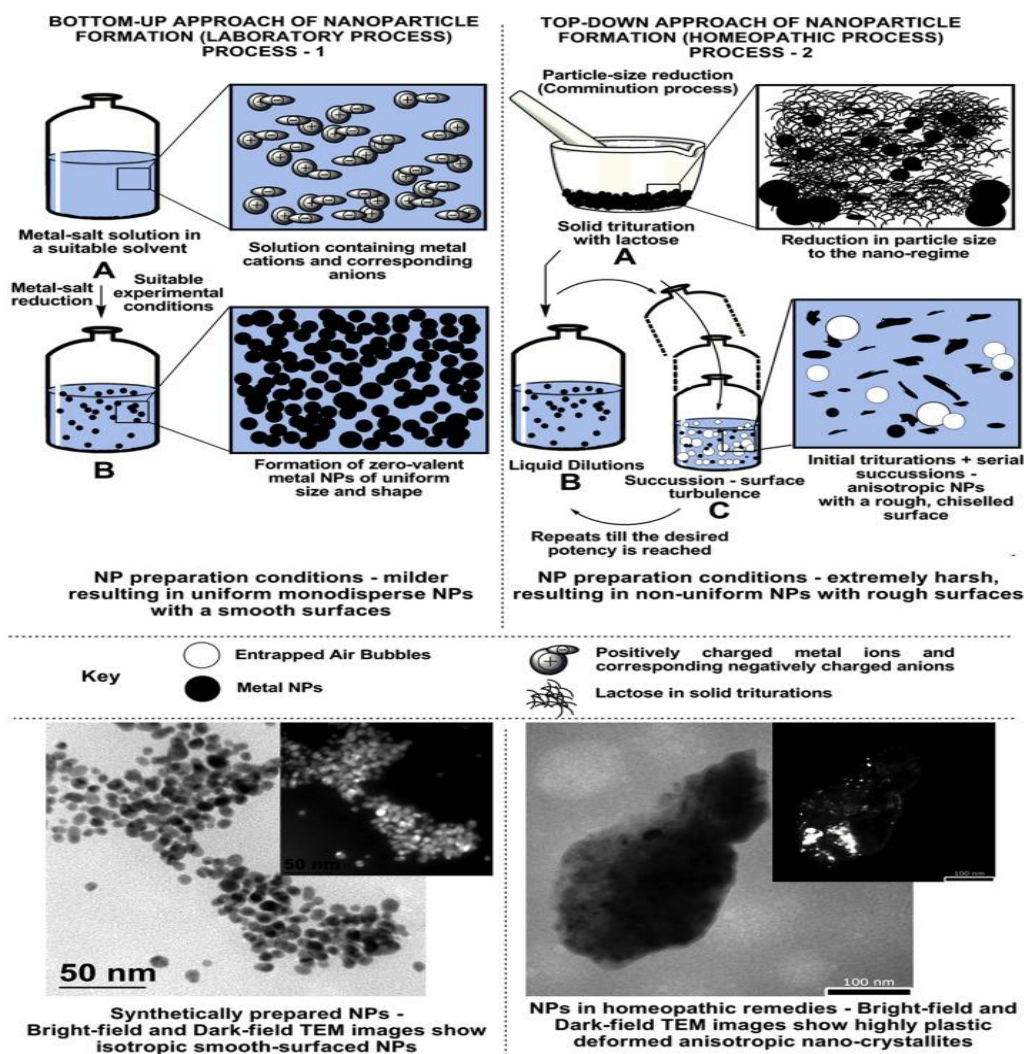 BOTTOM-UP APPROACH OF NANOPARTICLE
FORMATION (LABORATORY PROCESS)
PROCESS - 1
Metal-salt solution in
a suitable solvent
A
Solution containing metal
cations and corresponding
anions
Metal-salt
reduction
Suitable
experimental
conditions
B
Formation of zero-valent
metal NPs of uniform
size and shape
NP preparation conditions - milder
resulting in uniform monodisperse NPs
with a smooth surfaces
TOP-DOWN APPROACH OF NANOPARTICLE
FORMATION (HOMEOPATHIC PROCESS)
PROCESS - 2
Particle-size reduction
(Comminution process)
Solid trituration
with lactose
A
Reduction in particle size
to the nano-regime
Liquid Dilutions
B
Succussion - surface
turbulence
C
Repeats till the desired
potency is reached
Initial triturations + serial
succussions -
anisotropic NPs
with a rough, chiselled
surface
NP preparation conditions - extremely harsh,
resulting in non-uniform NPs with rough surfaces
Key
Entrapped Air Bubbles
Metal NPs
Positively charged metal ions and
corresponding negatively charged anions
Lactose in solid triturations
50 nm
50 nm
Synthetically prepared NPs -
Bright-field and Dark-field TEM images show
isotropic smooth-surfaced NPs
100 nm
100 nm
NPs in homeopathic remedies - Bright-field and
Dark-field TEM images show highly plastic
deformed anisotropic nano-crystallites